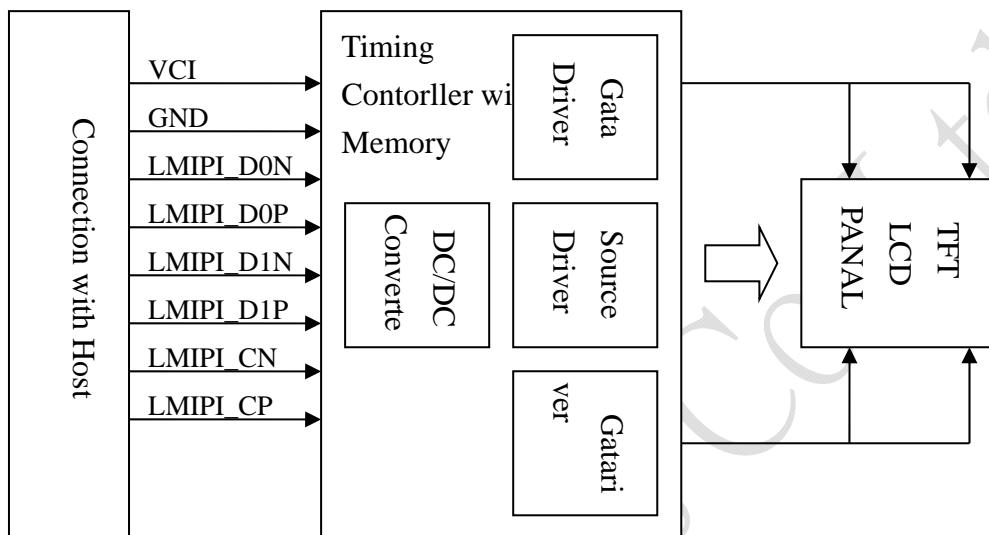 Connection with Host
VCI
GND
LMIPI_D0N
LMIPI_D0P
LMIPI_D1N
LMIPI_D1P
LMIPI_CN
LMIPI_CP
Timing
Contorller wi
Memory
Gata
Driver
DC/DC
Converte
Source
Driver
Gatari
ver
TFT
LCD
PANAL